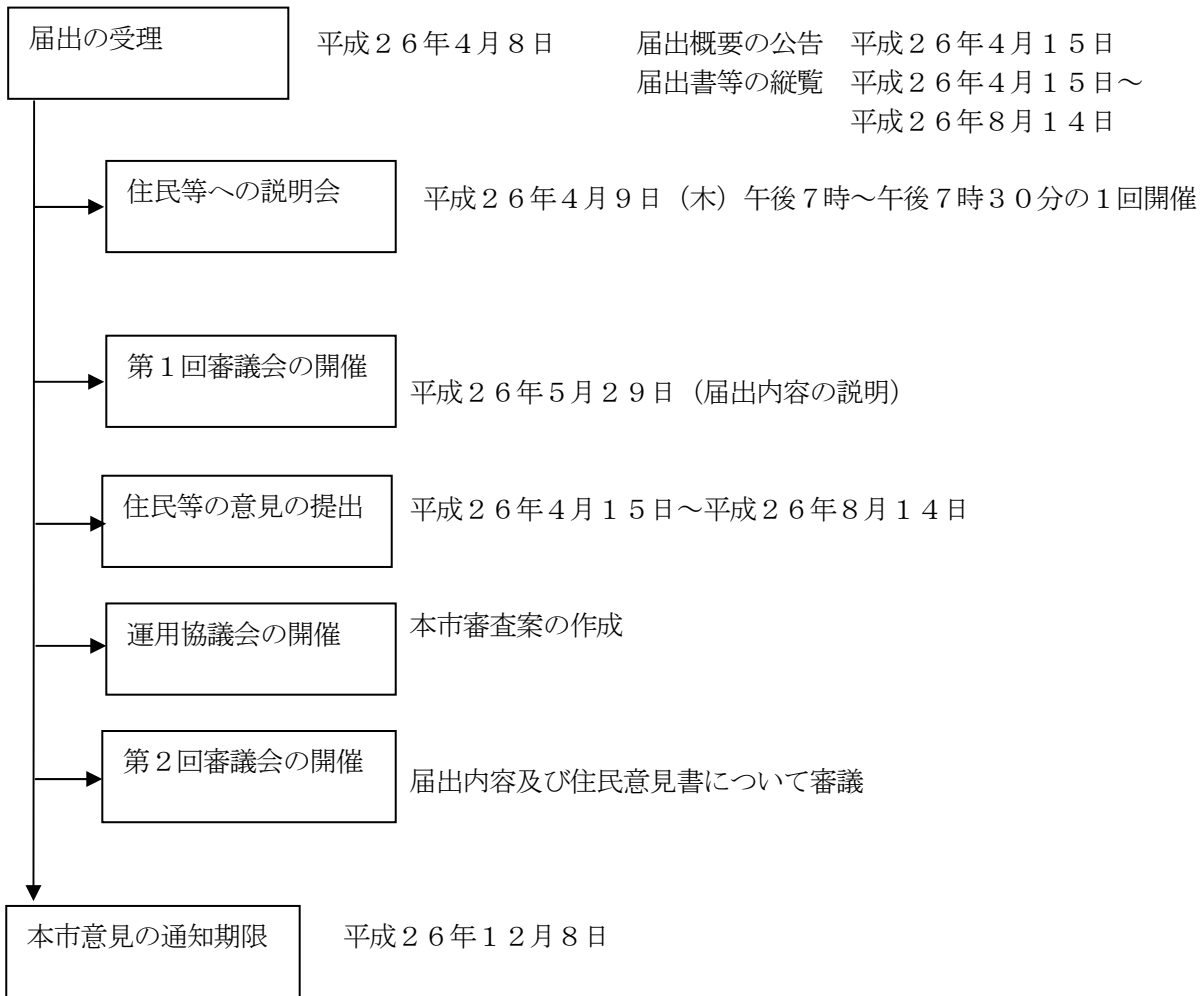 届出の受理
平成２６年４月８日
届出概要の公告　平成２６年４月１５日
届出書等の縦覧　平成２６年４月１５日～
平成２６年８月１４日
住民等への説明会
平成２６年４月９日（木）午後７時～午後７時３０分の１回開催
第１回審議会の開催
平成２６年５月２９日（届出内容の説明）
住民等の意見の提出
平成２６年４月１５日～平成２６年８月１４日
運用協議会の開催
本市審査案の作成
第２回審議会の開催
届出内容及び住民意見書について審議
本市意見の通知期限
平成２６年１２月８日